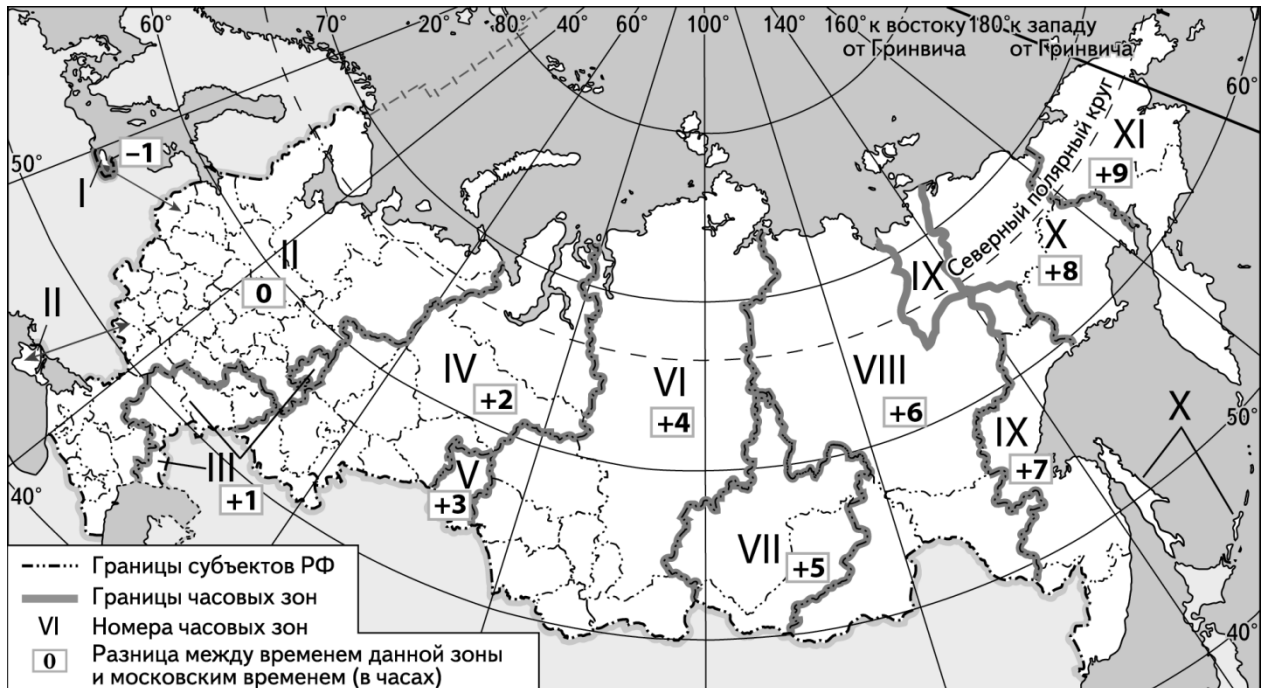 60° 70° 20° 80° 40° 60° 100° 140° 160° к востоку 180° к западу
от Гринвича от Гринвича
60°
Северный полярный круг
–1
I
50°
XI
+9
II
0
X
+8
IX
II
IV
+2
VI
+4
VIII
+6
X
50°
IX
+7
III
+1
V
+3
40°
VII
+5
100°
140°
40°
Границы субъектов РФ
Границы часовых зон
VI Номера часовых зон
0 Разница между временем данной зоны
и московским временем (в часах)